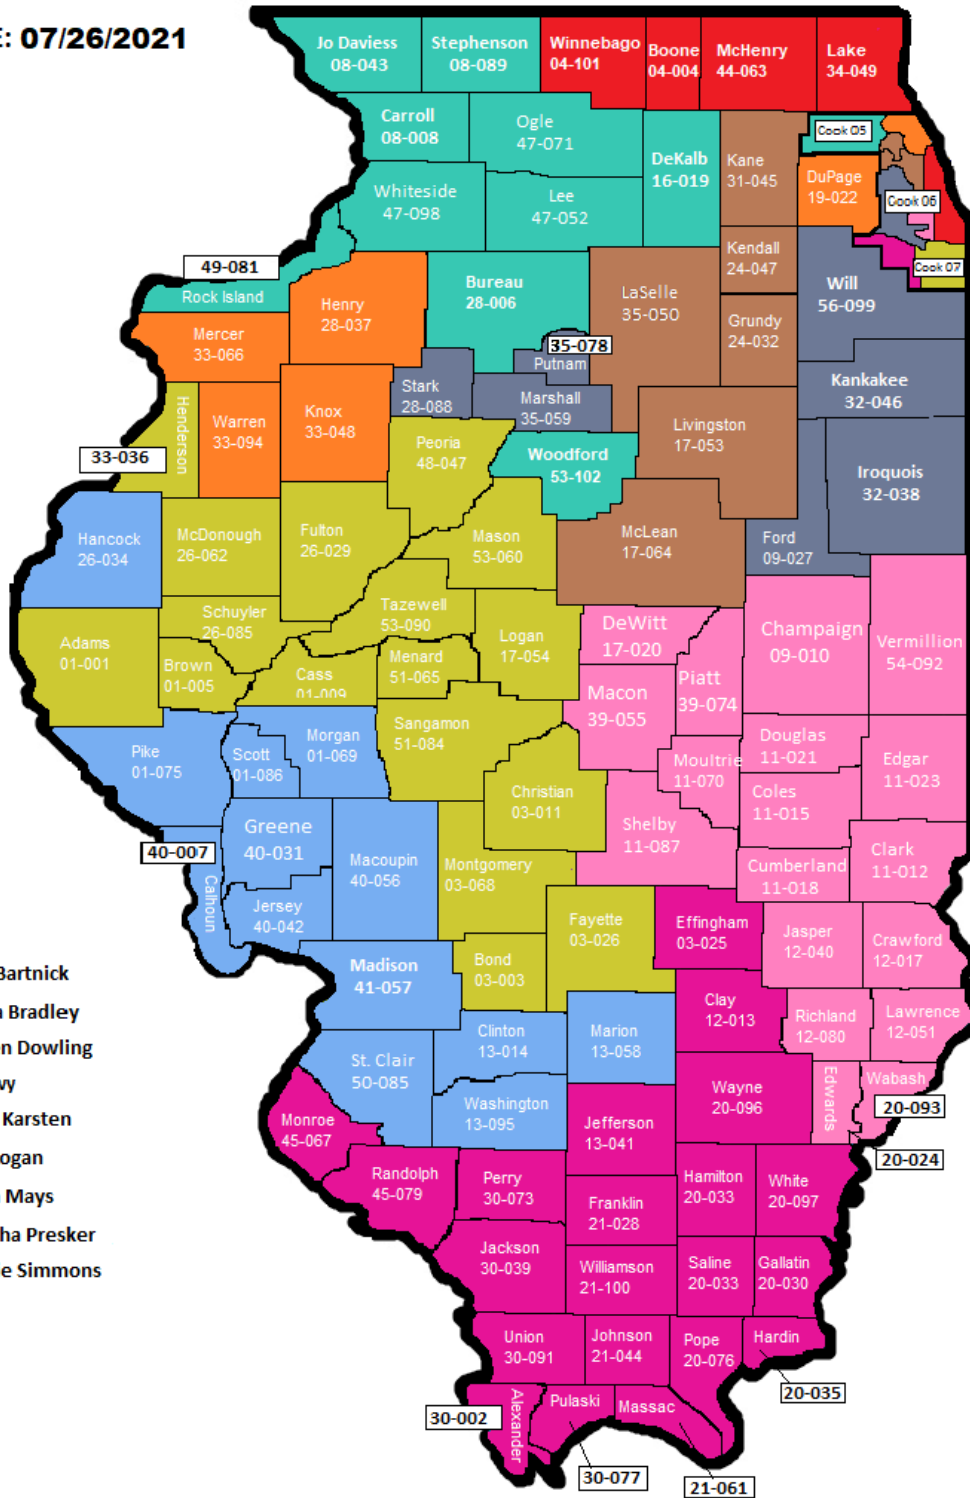 E: 07/26/2021
Jo Daviess
08-043
Stephenson
08-089
Winnebago
04-101
Boone
04-004
McHenry
44-063
Lake
34-049
Carroll
08-008
Ogle
47-071
DeKalb
16-019
Kane
31-045
Cook 05
DuPage
19-022
Cook 06
Whiteside
47-098
Lee
47-052
Kendall
24-047
Cook 07
49-081
Rock Island
Henry
28-037
Bureau
28-006
LaSelle
35-050
Will
56-099
Grundy
24-032
Mercer
33-066
35-078
Putnam
Stark
28-088
Marshall
35-059
Kankakee
32-046
Henderson
Warren
33-094
Knox
33-048
Peoria
48-047
Livingston
17-053
33-036
Woodford
53-102
Iroquois
32-038
Hancock
26-034
McDonough
26-062
Fulton
26-029
Mason
53-060
McLean
17-064
Ford
09-027
Schuyler
26-085
Tazewell
53-090
DeWitt
17-020
Champaign
09-010
Vermillion
54-092
Adams
01-001
Brown
01-005
Cass
01-009
Menard
51-065
Logan
17-054
Macon
39-055
Piatt
39-074
Pike
01-075
Scott
01-086
Morgan
01-069
Sangamon
51-084
Douglas
11-021
Moultrie
11-070
Edgar
11-023
Christian
03-011
Coles
11-015
Greene
40-031
Shelby
11-087
40-007
Calhoun
Macoupin
40-056
Montgomery
03-068
Cumberland
11-018
Clark
11-012
Jersey
40-042
Fayette
03-026
Effingham
03-025
Jasper
12-040
Crawford
12-017
Bartnick
Madison
41-057
Bond
03-003
Bradley
Clay
12-013
Richland
12-080
Lawrence
12-051
Clinton
13-014
Marion
13-058
en Dowling
St. Clair
50-085
vy
Wayne
20-096
Edwards
Wabash
20-093
Karsten
Monroe
45-067
Washington
13-095
Jefferson
13-041
20-024
ogan
Randolph
45-079
Perry
30-073
Hamilton
20-033
White
20-097
Mays
Franklin
21-028
ha Presker
Jackson
30-039
Williamson
21-100
Saline
20-033
Gallatin
20-030
e Simmons
Union
30-091
Johnson
21-044
Pope
20-076
Hardin
20-035
30-002
Alexander
Pulaski
Massac
30-077
21-061